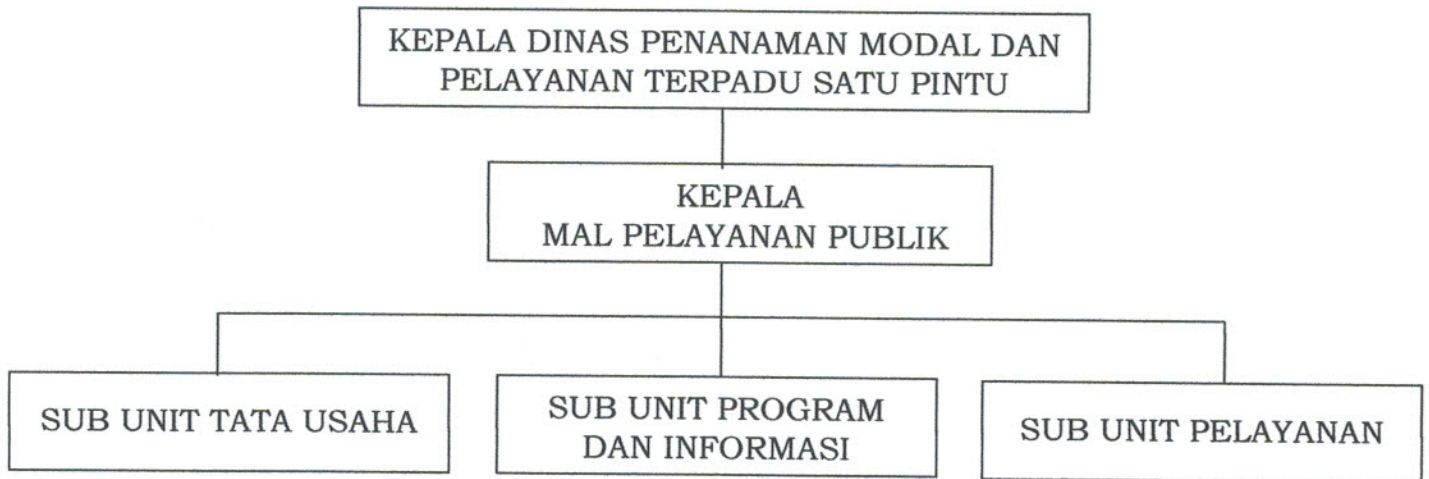 KEPALA DINAS PENANAMAN MODAL DAN
PELAYANAN TERPADU SATU PINTU
KEPALA
MAL PELAYANAN PUBLIK
SUB UNIT TATA USAHA
SUB UNIT PROGRAM
DAN INFORMASI
SUB UNIT PELAYANAN